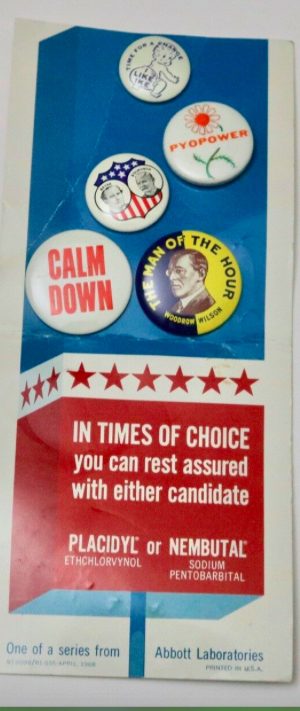 TIME FOR A CHANGE
I LIKE
IKE
PYOPOWER
CALM
DOWN
THE MAN OF THE HOUR
WOODROW WILSON
IN TIMES OF CHOICE
you can rest assured
with either candidate
PLACIDYL® or NEMBUTAL®
ETHCHLORVYNOL SODIUM
PENTOBARBITAL
One of a series from Abbott Laboratories
PRINTED IN U.S.A.